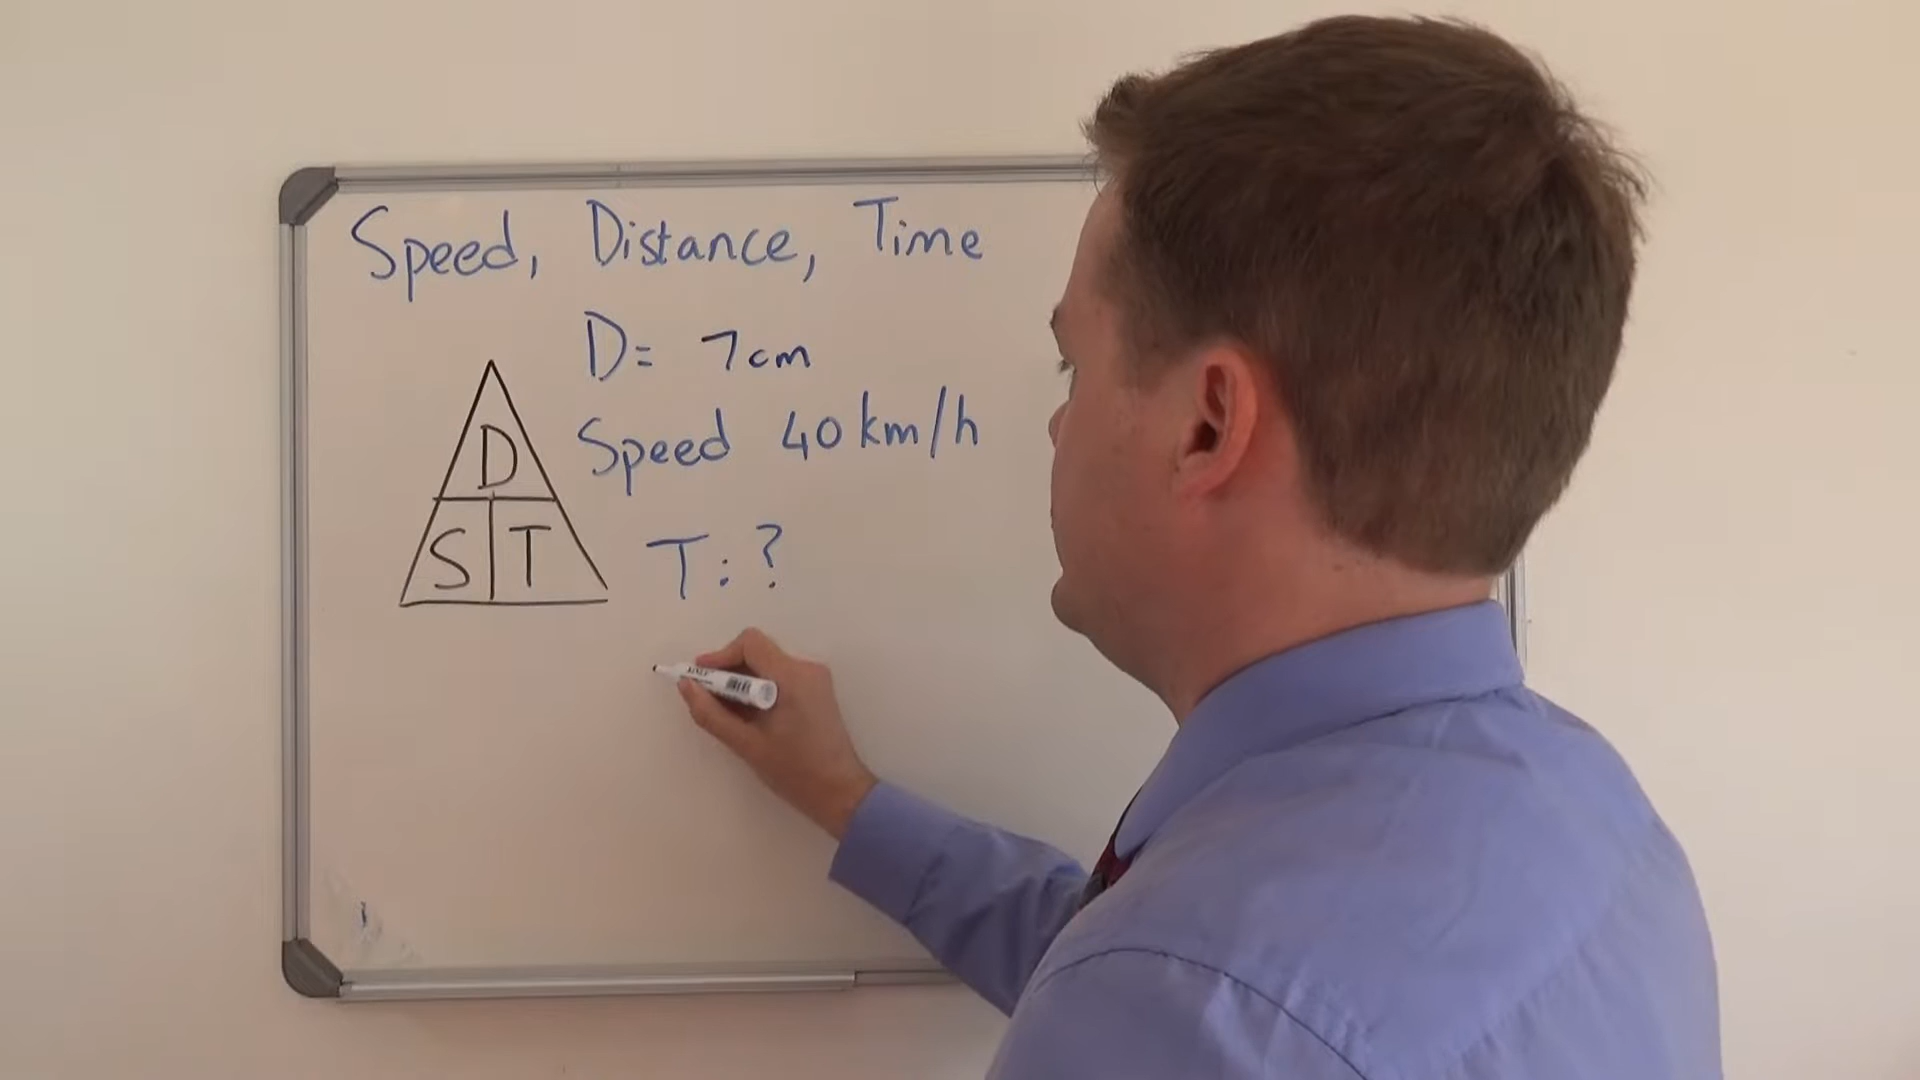 Speed, Distance, Time
D= 7cm
Speed 40km/h
D
S T
T: ?